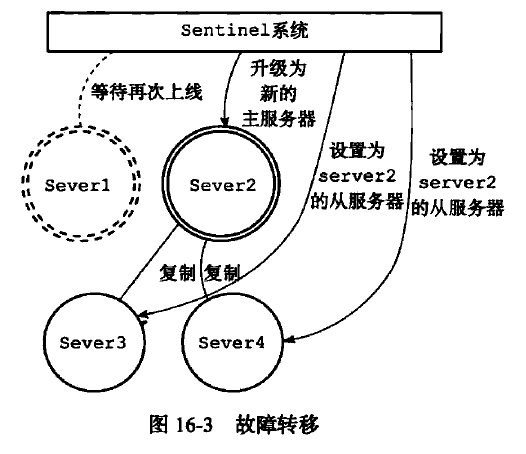 Sentinel系统
等待再次上线
升级为
新的
主服务器
设置为
server2
的从服务器
设置为
server2
的从服务器
Sever1
Sever2
复制
复制
Sever3
Sever4
图 16-3 故障转移